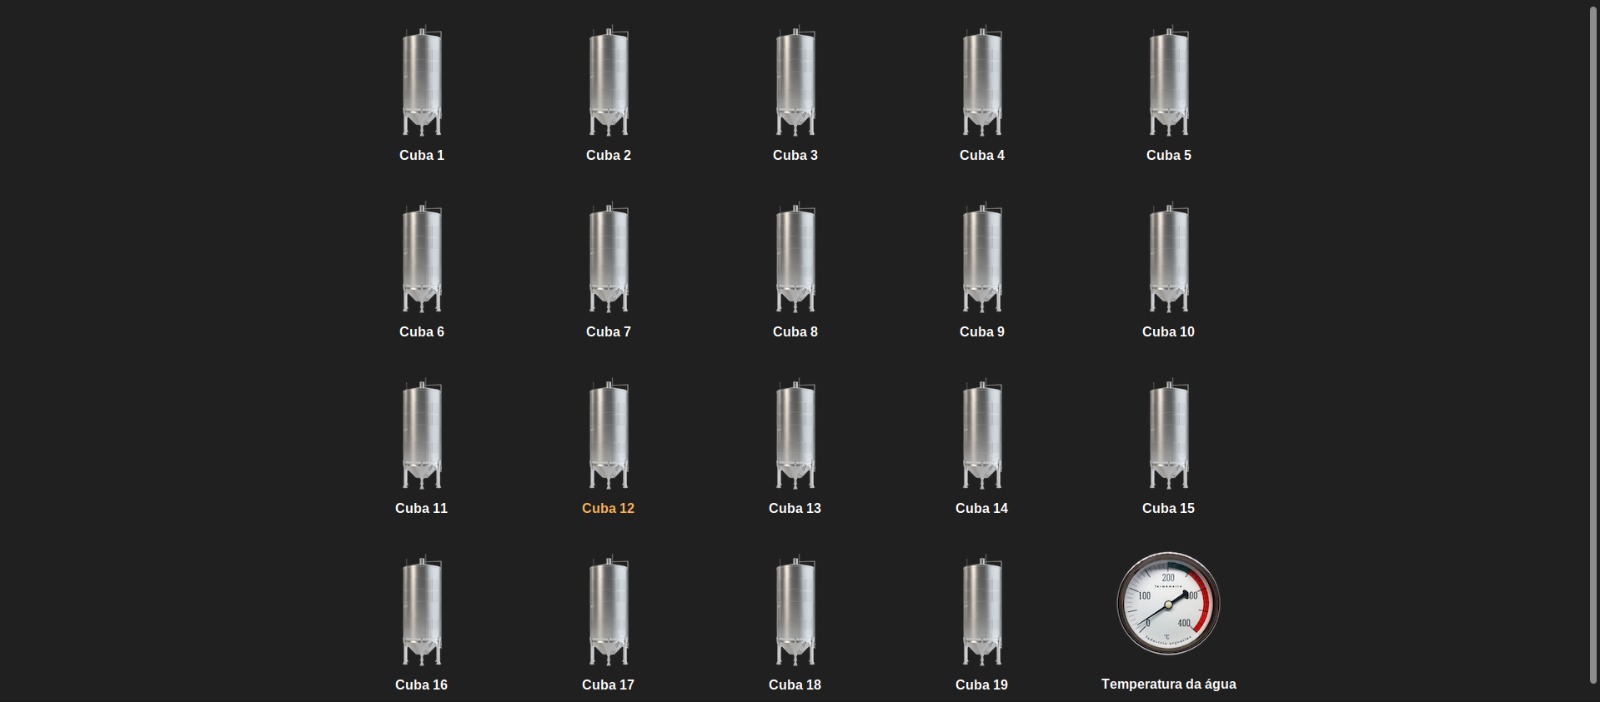 Cuba 1
Cuba 2
Cuba 3
Cuba 4
Cuba 5
Cuba 6
Cuba 7
Cuba 8
Cuba 9
Cuba 10
Cuba 11
Cuba 12
Cuba 13
Cuba 14
Cuba 15
200
100
0
400
°C
Cuba 16
Cuba 17
Cuba 18
Cuba 19
Temperatura da água